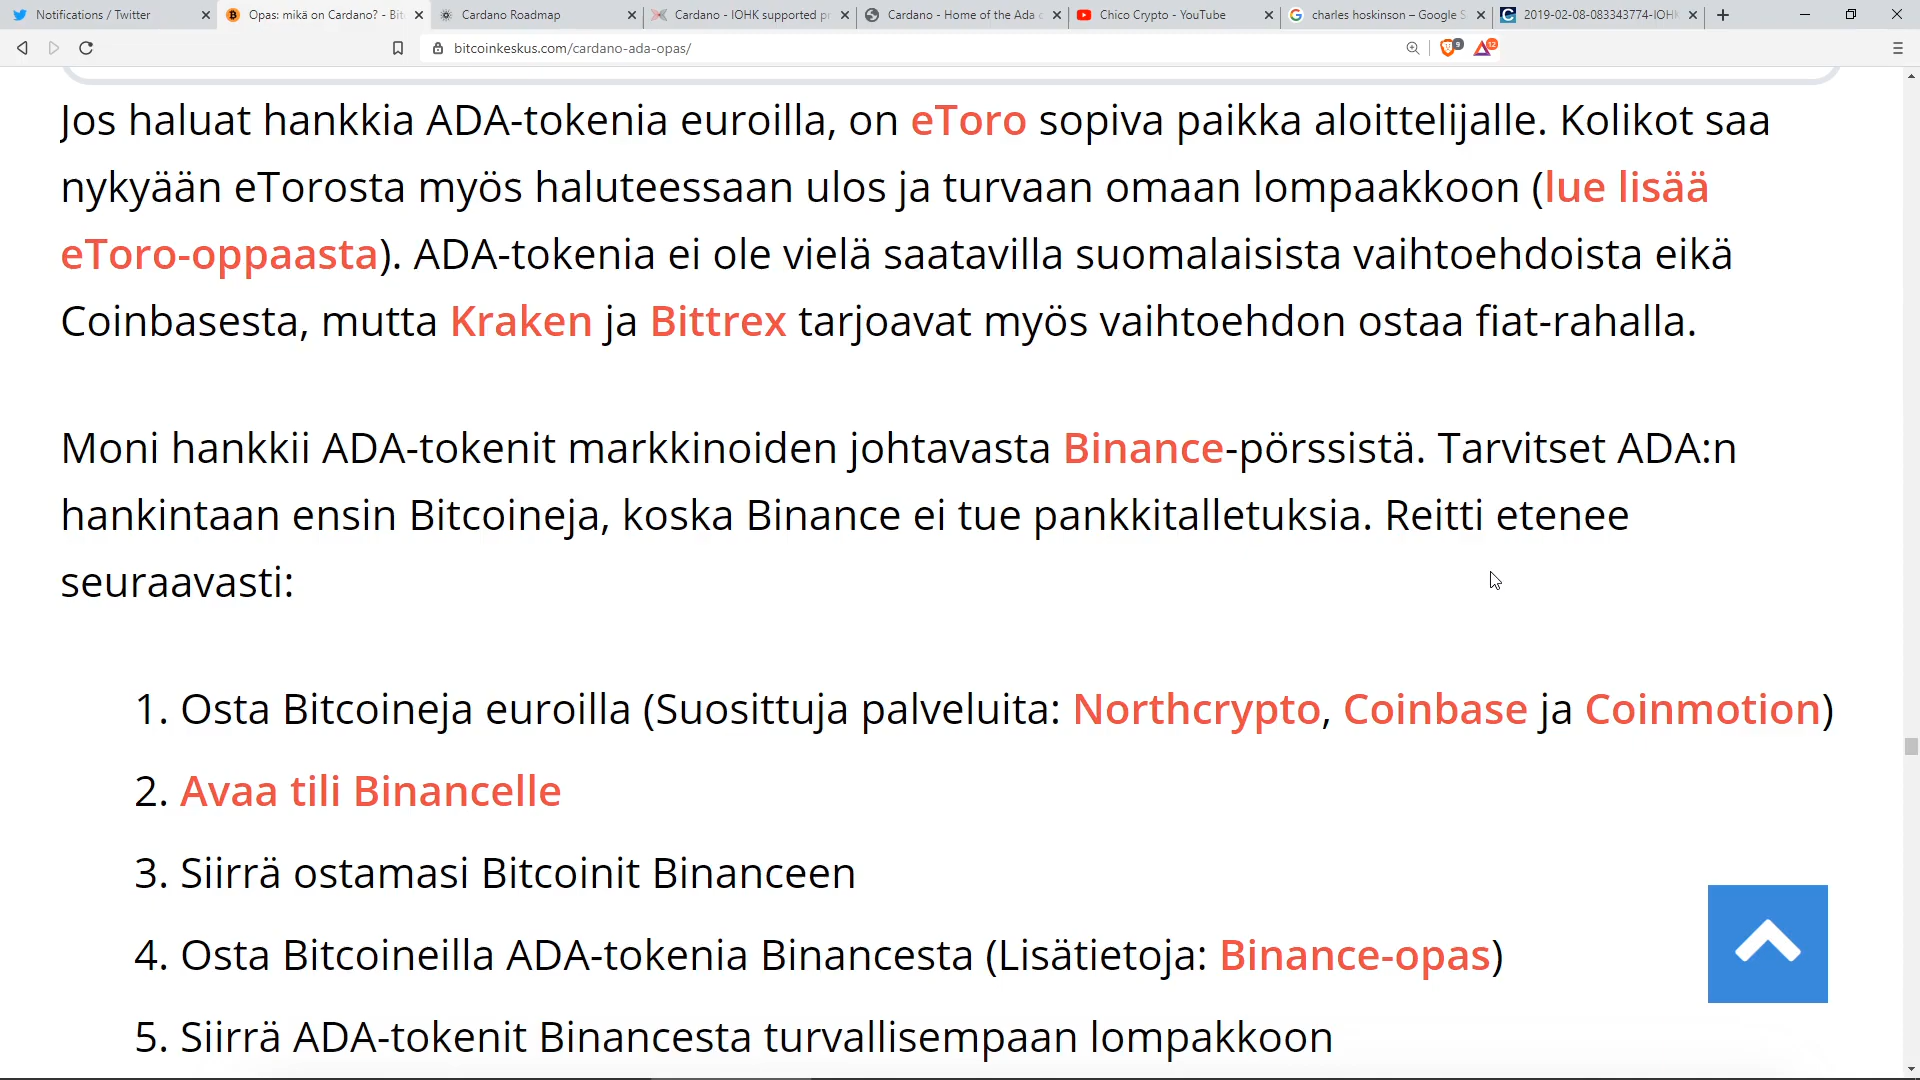 Notifications / Twitter
Opas: mikä on Cardano? - Bit
Cardano Roadmap
Cardano - IOHK supported pr
Cardano - Home of the Ada c
Chico Crypto - YouTube
charles hoskinson – Google S
2019-02-08-083343774-IOHK
bitcoinkeskus.com/cardano-ada-opas/
9
12
Jos haluat hankkia ADA-tokenia euroilla, on eToro sopiva paikka aloittelijalle. Kolikot saa
nykyään eTorosta myös haluteessaan ulos ja turvaan omaan lompaakkoon (lue lisää
eToro-oppaasta). ADA-tokenia ei ole vielä saatavilla suomalaisista vaihtoehdoista eikä
Coinbasesta, mutta Kraken ja Bittrex tarjoavat myös vaihtoehdon ostaa fiat-rahalla.
Moni hankkii ADA-tokenit markkinoiden johtavasta Binance-pörssistä. Tarvitset ADA:n
hankintaan ensin Bitcoineja, koska Binance ei tue pankkitalletuksia. Reitti etenee
seuraavasti:
1. Osta Bitcoineja euroilla (Suosittuja palveluita: Northcrypto, Coinbase ja Coinmotion)
2. Avaa tili Binancelle
3. Siirrä ostamasi Bitcoinit Binanceen
4. Osta Bitcoineilla ADA-tokenia Binancesta (Lisätietoja: Binance-opas)
5. Siirrä ADA-tokenit Binancesta turvallisempaan lompakkoon